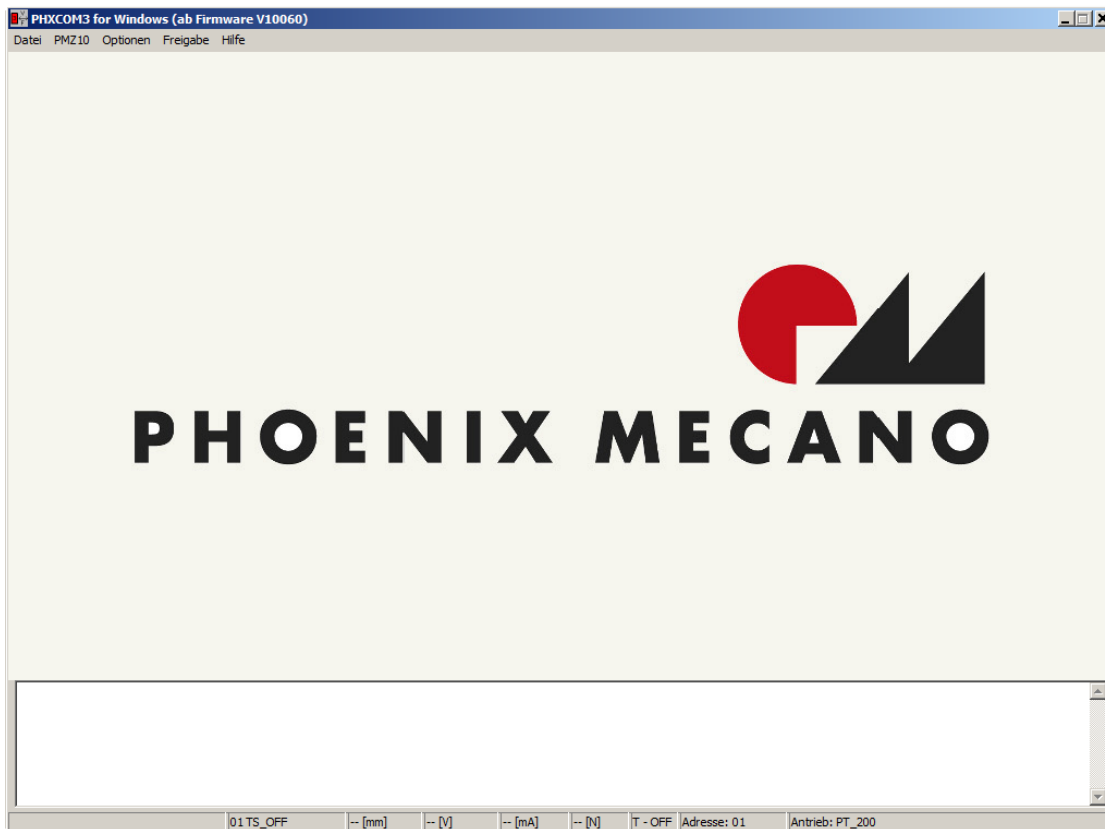 PHXCOM3 for Windows (ab Firmware V10060)
Datei PMZ10 Optionen Freigabe Hilfe
PHOENIX MECANO
01 TS_OFF -- [mm] -- [V] -- [mA] -- [N] T - OFF Adresse: 01 Antrieb: PT_200